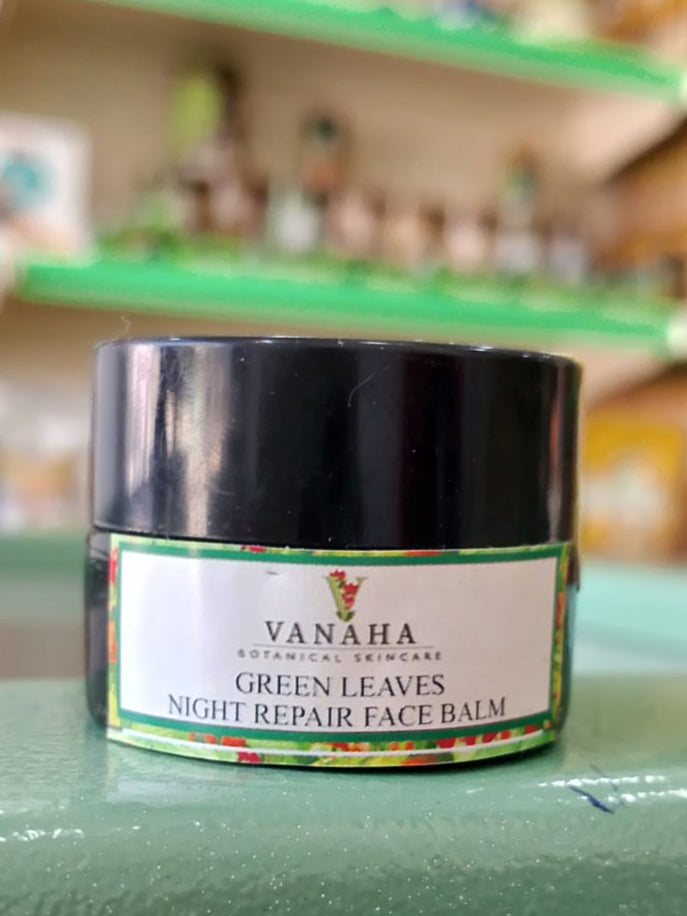 VANAHA
BOTANICAL SKINCARE
GREEN LEAVES
NIGHT REPAIR FACE BALM